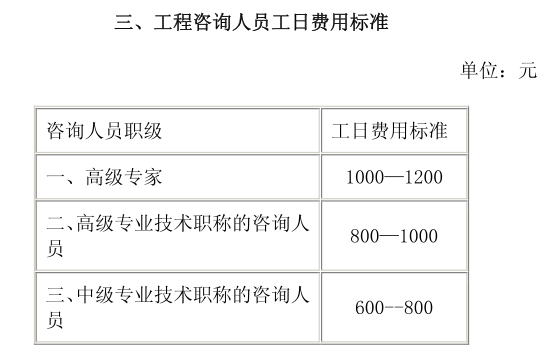 三、工程咨询人员工日费用标准
单位：元
咨询人员职级
工日费用标准
一、高级专家
1000—1200
二、高级专业技术职称的咨询人
员
800—1000
三、中级专业技术职称的咨询人
员
600--800